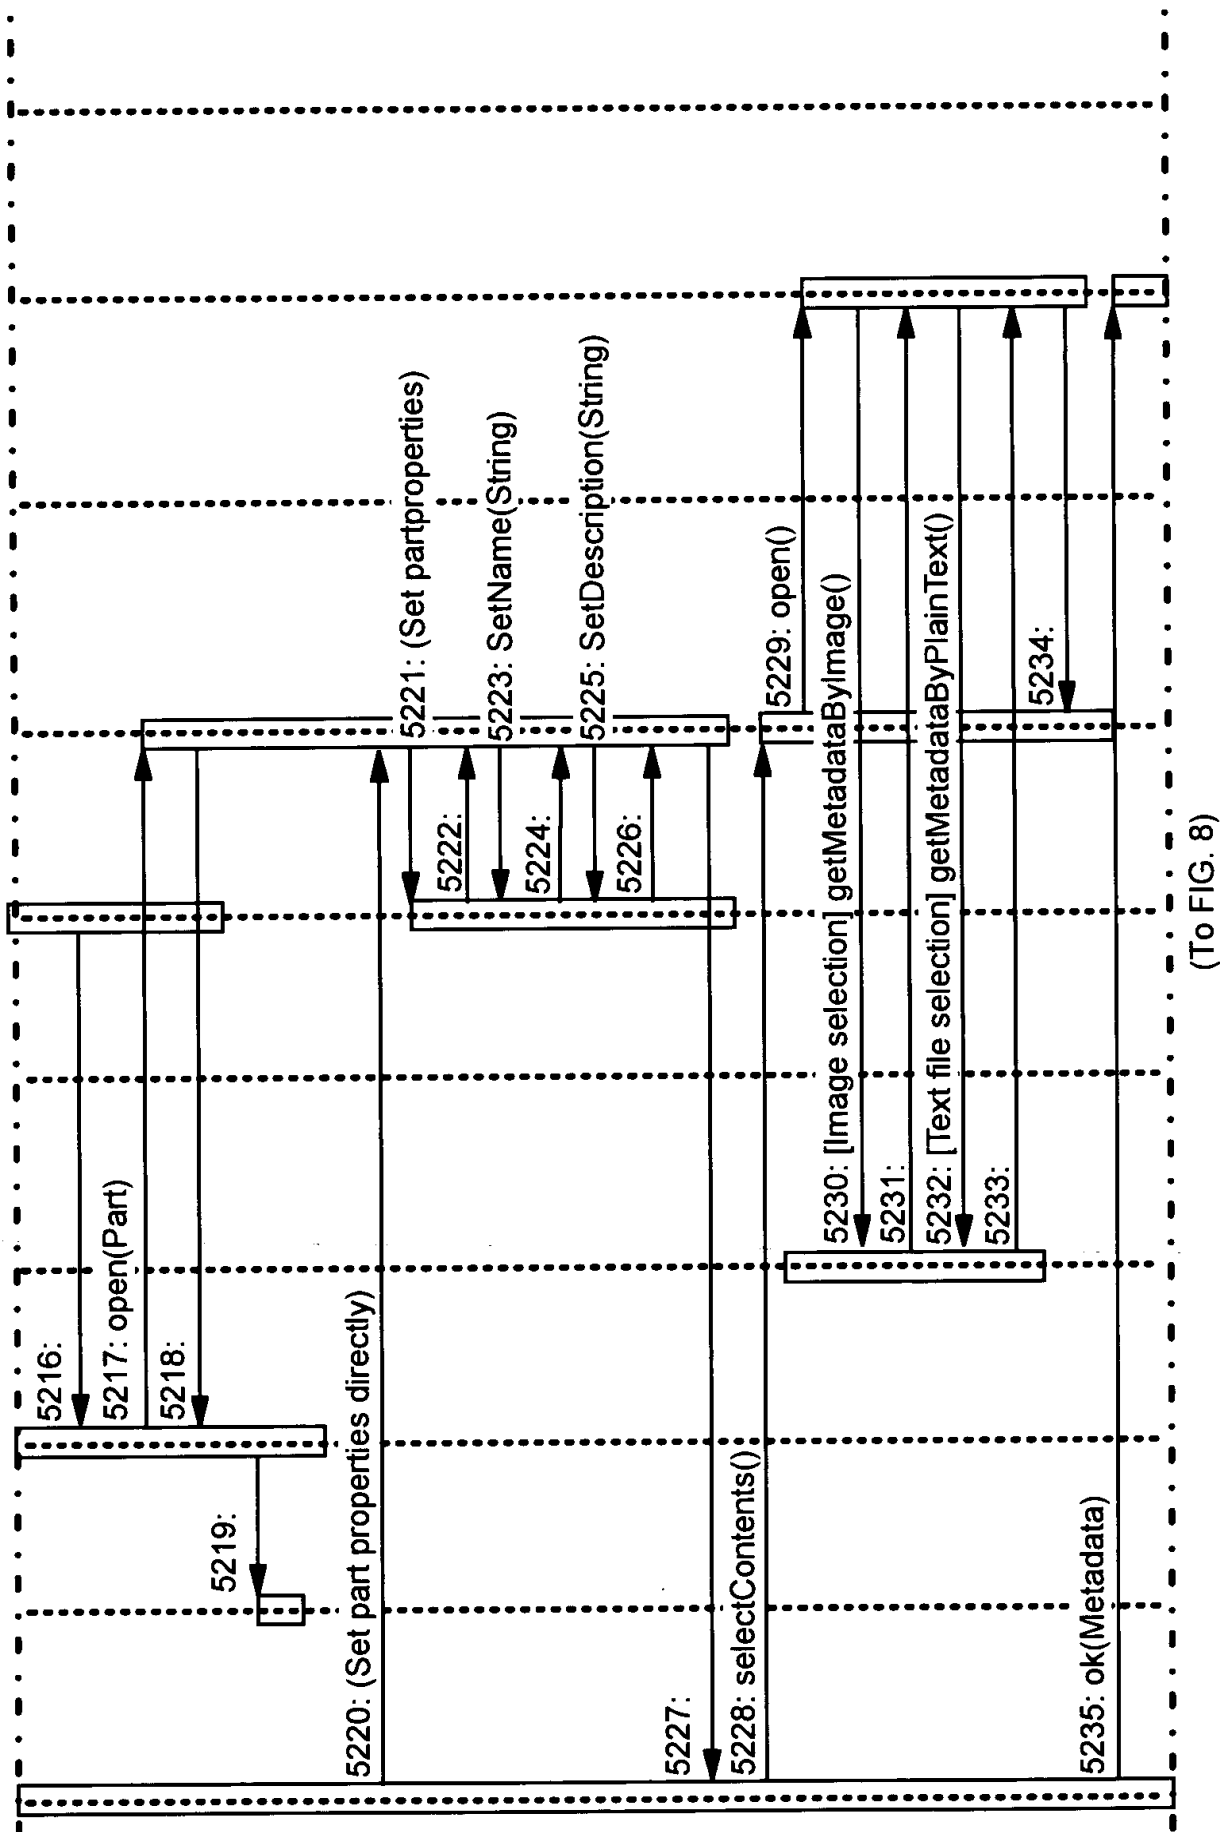 5216:
5217: open(Part)
5218:
5219:
5220: (Set part properties directly)
5221: (Set partproperties)
5222:
5223: SetName(String)
5224:
5225: SetDescription(String)
5226:
5227:
5228: selectContents()
5229: open()
5230: [Image selection] getMetadataByImage()
5231:
5232: [Text file selection] getMetadataByPlainText()
5233:
5234:
5235: ok(Metadata)
(To FIG. 8)